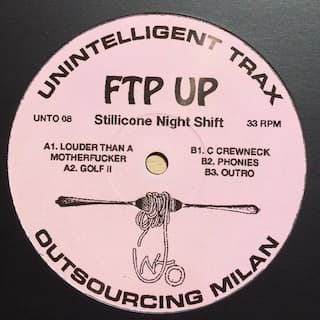 UNINTELLIGENT TRAX
FTP UP
UNTO 08
Stillicone Night Shift
33 RPM
A1. LOUDER THAN A
MOTHERFUCKER
A2. GOLF II
B1. C CREWNECK
B2. PHONIES
B3. OUTRO
UNTO
OUTSOURCING MILAN